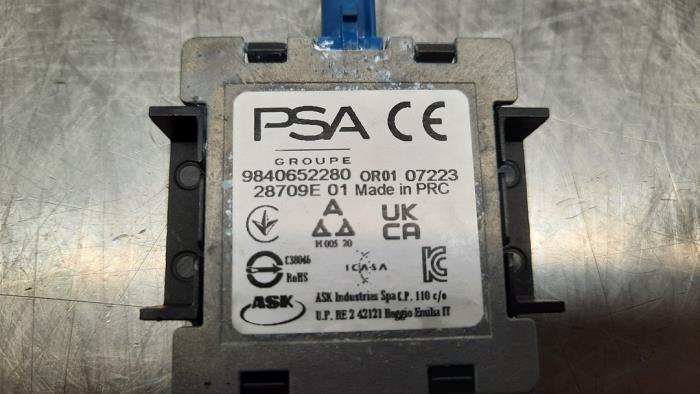 PSA CE
GROUPE
9840652280 OR01 07223
28709E 01 Made in PRC
A
UK
CA
H 005 20
C38046
RoHS
ICASA
ASK
ASK Industries Spa C.P. 110 c/o
U.P. RE 2 42121 Reggio Emilia IT